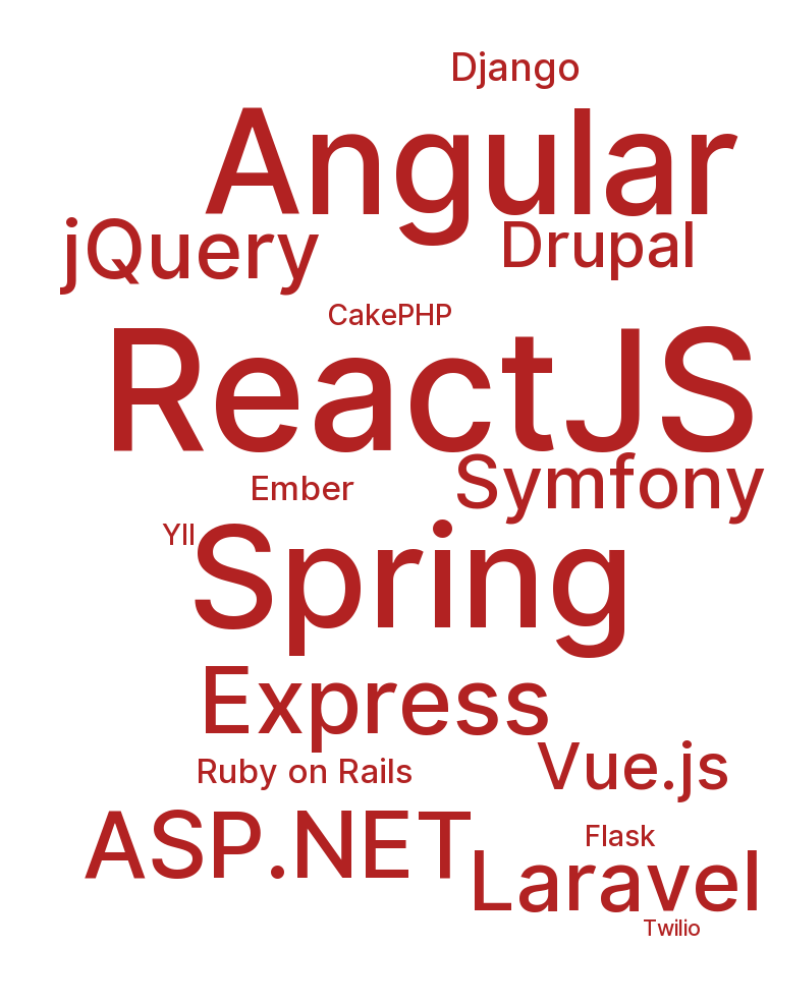 Django
Angular
jQuery
Drupal
CakePHP
ReactJS
Symfony
Ember
YII
Spring
Express
Vue.js
Ruby on Rails
ASP.NET
Flask
Laravel
Twilio